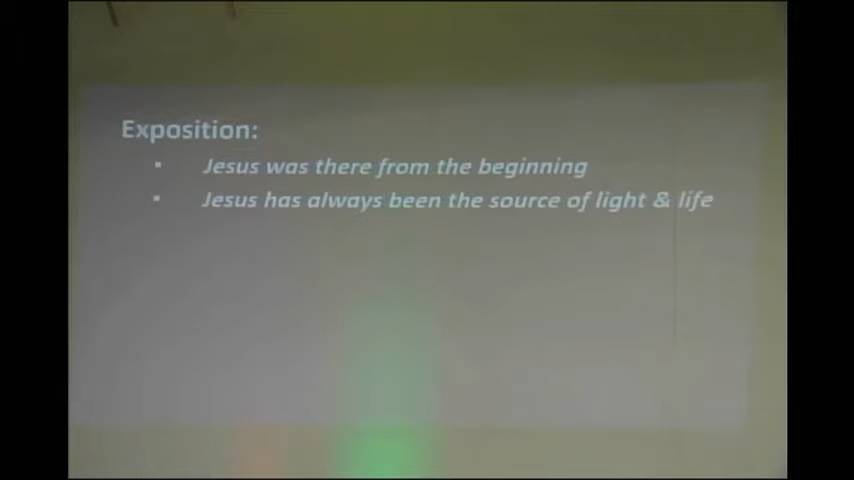 Exposition:
▪ Jesus was there from the beginning
▪ Jesus has always been the source of light & life